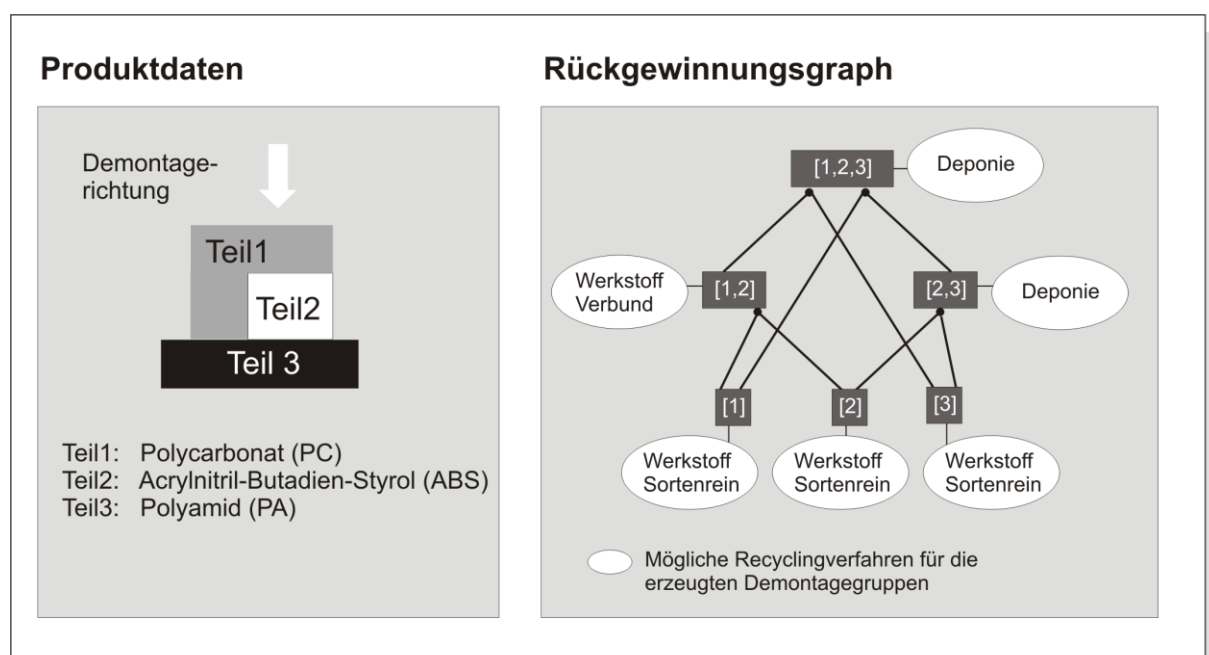 Produktdaten
Demontage-
richtung
Teil1
Teil2
Teil 3
Teil1: Polycarbonat (PC)
Teil2: Acrylnitril-Butadien-Styrol (ABS)
Teil3: Polyamid (PA)
Rückgewinnungsgraph
[1,2,3]
Deponie
Werkstoff
Verbund
[1,2]
[2,3]
Deponie
[1]
[2]
[3]
Werkstoff
Sortenrein
Werkstoff
Sortenrein
Werkstoff
Sortenrein
Mögliche Recyclingverfahren für die
erzeugten Demontagegruppen